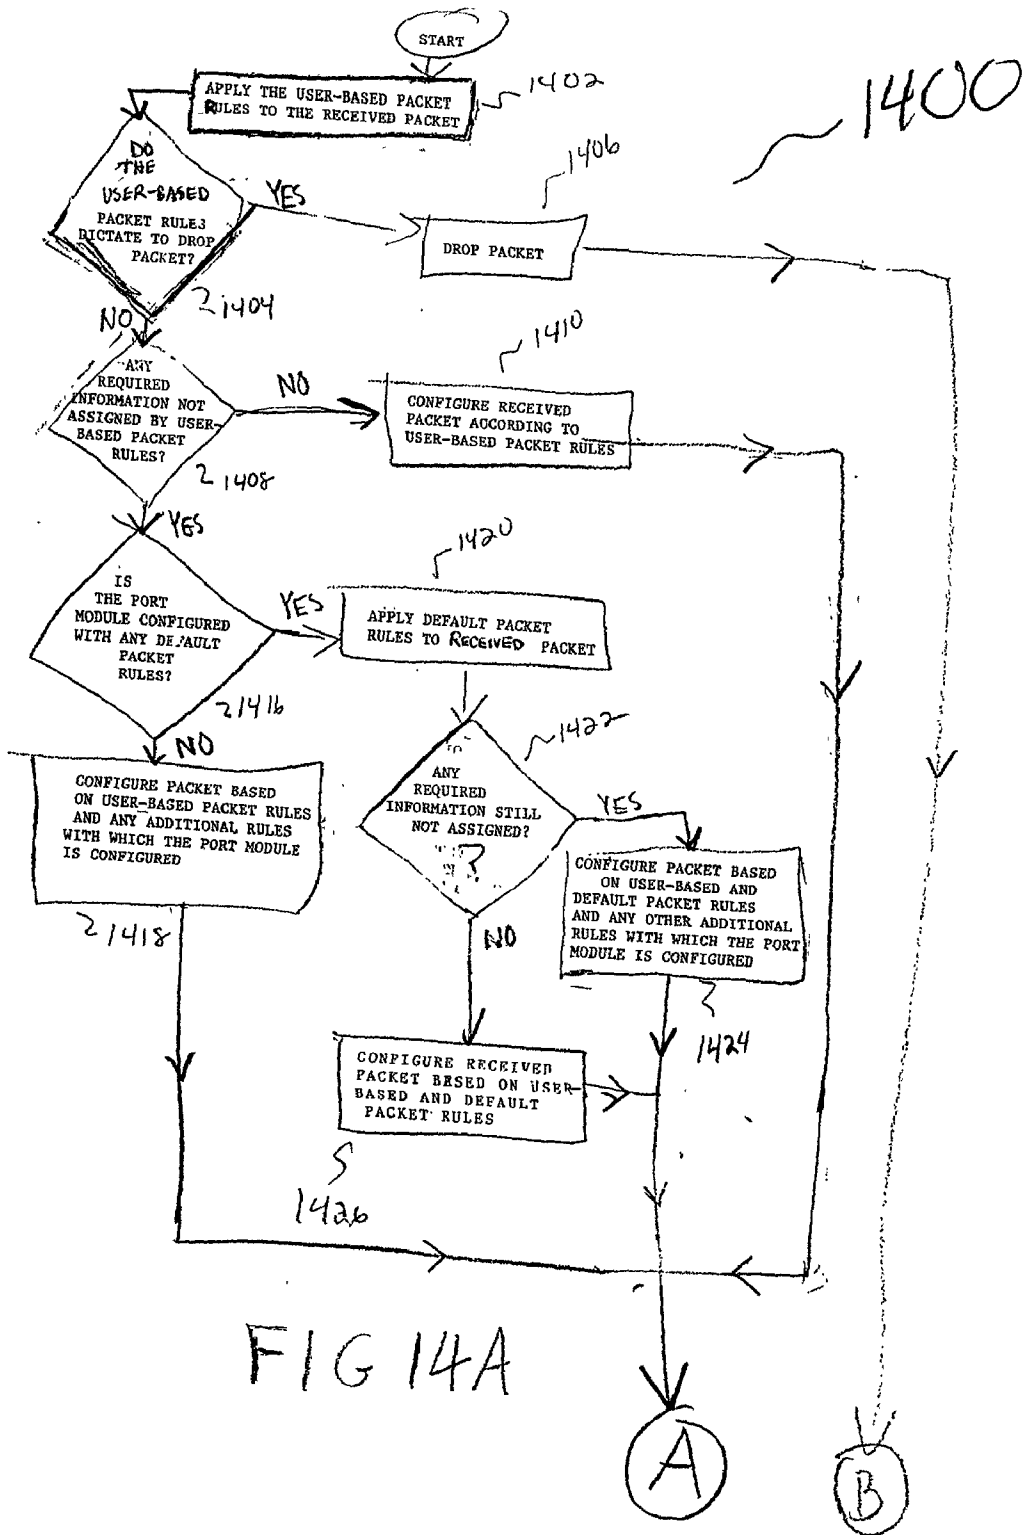 START
1400
APPLY THE USER-BASED PACKET
RULES TO THE RECEIVED PACKET
1402
DO
THE
USER-BASED
PACKET RULES
DICTATE TO DROP
PACKET?
1404
YES
DROP PACKET
1406
NO
ANY
REQUIRED
INFORMATION NOT
ASSIGNED BY USER-
BASED PACKET
RULES?
1408
NO
CONFIGURE RECEIVED
PACKET ACCORDING TO
USER-BASED PACKET RULES
1410
YES
IS
THE PORT
MODULE CONFIGURED
WITH ANY DEFAULT
PACKET
RULES?
1416
YES
APPLY DEFAULT PACKET
RULES TO RECEIVED PACKET
1420
NO
CONFIGURE PACKET BASED
ON USER-BASED PACKET RULES
AND ANY ADDITIONAL RULES
WITH WHICH THE PORT MODULE
IS CONFIGURED
1418
ANY
REQUIRED
INFORMATION STILL
NOT ASSIGNED?
1422
YES
CONFIGURE PACKET BASED
ON USER-BASED AND
DEFAULT PACKET RULES
AND ANY OTHER ADDITIONAL
RULES WITH WHICH THE PORT
MODULE IS CONFIGURED
1424
NO
CONFIGURE RECEIVED
PACKET BASED ON USER-
BASED AND DEFAULT
PACKET RULES
1426
FIG 14A
A
B